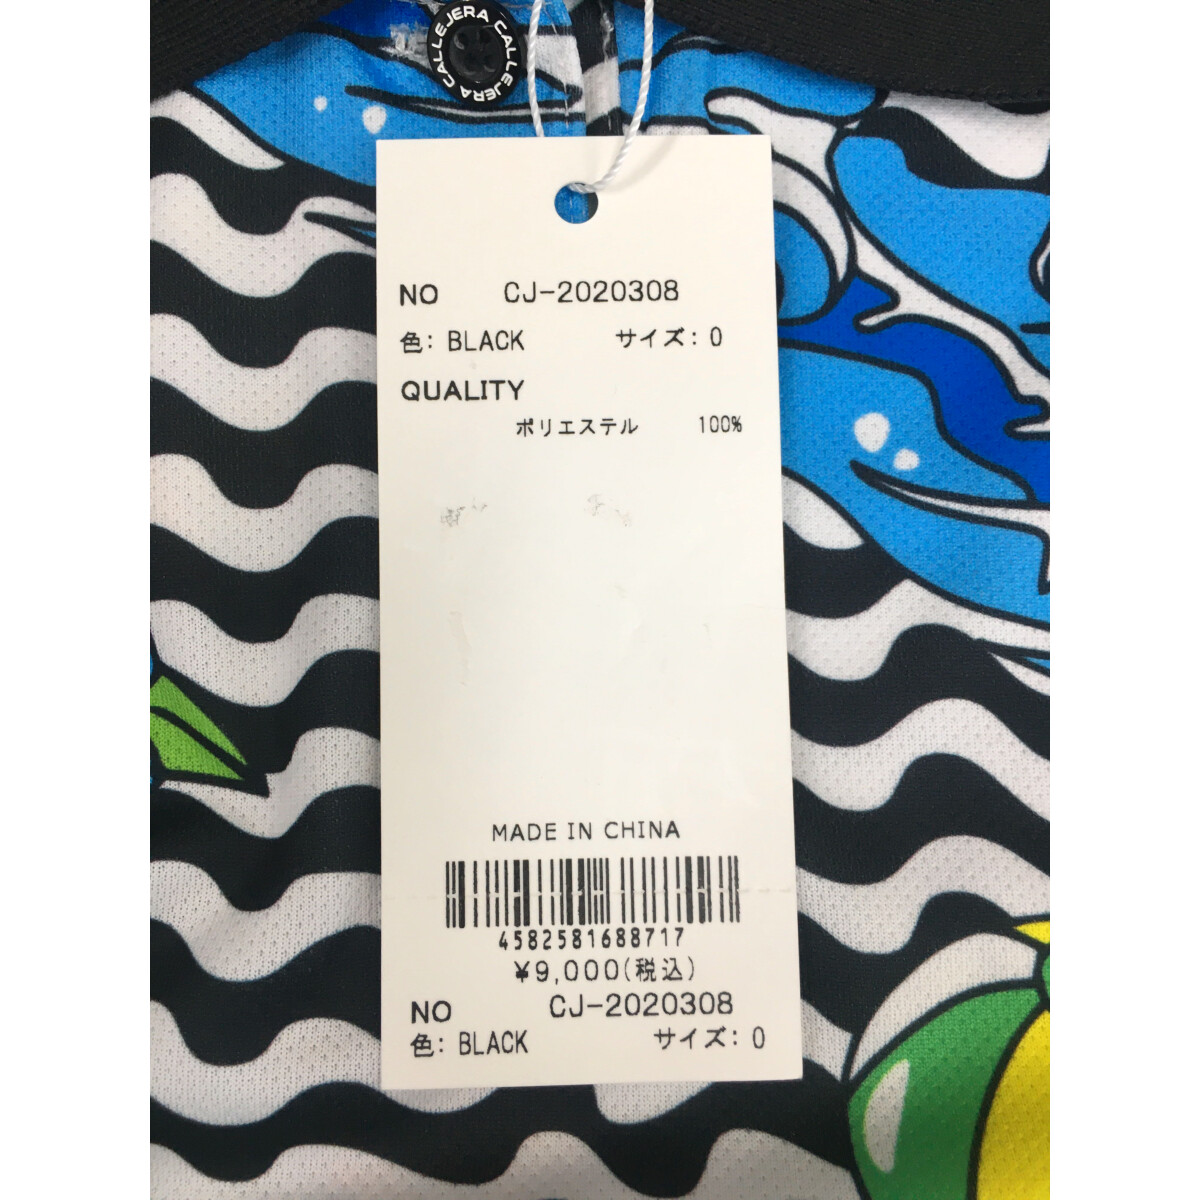 CALLEJERA CALLEJERA
NO CJ-2020308
色: BLACK サイズ: 0
QUALITY
ポリエステル 100%
MADE IN CHINA
4582581688717
¥9,000(税込)
NO CJ-2020308
色: BLACK サイズ: 0